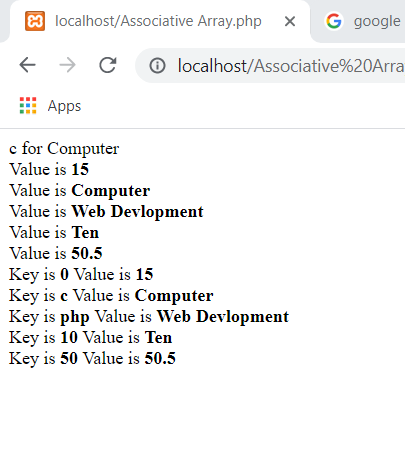 localhost/Associative Array.php
google
localhost/Associative%20Arra
Apps
c for Computer
Value is 15
Value is Computer
Value is Web Devlopment
Value is Ten
Value is 50.5
Key is 0 Value is 15
Key is c Value is Computer
Key is php Value is Web Devlopment
Key is 10 Value is Ten
Key is 50 Value is 50.5